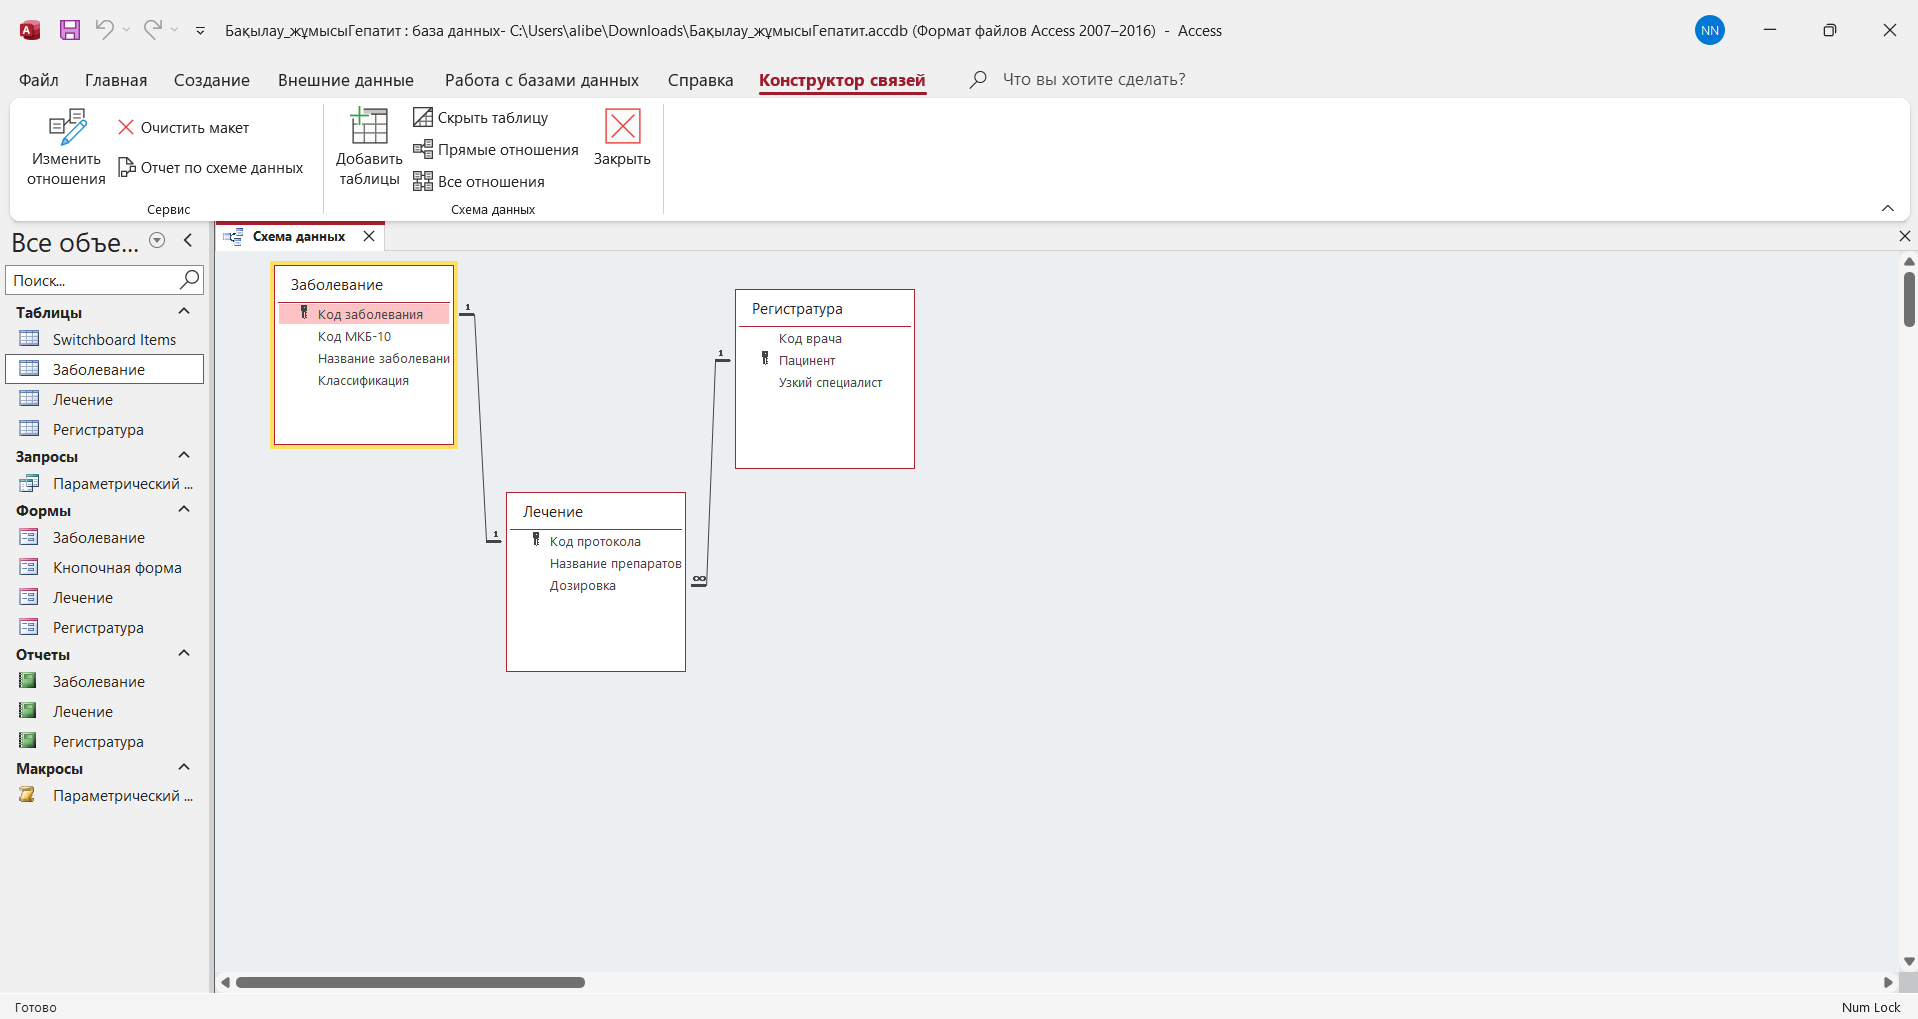 Бақылау_жұмысыГепатит : база данных- C:\Users\alibe\Downloads\Бақылау_жұмысыГепатит.accdb (Формат файлов Access 2007–2016) - Access
NN
Файл
Главная
Создание
Внешние данные
Работа с базами данных
Справка
Конструктор связей
Что вы хотите сделать?
Изменить
отношения
Очистить макет
Отчет по схеме данных
Сервис
Добавить
таблицы
Скрыть таблицу
Прямые отношения
Все отношения
Закрыть
Схема данных
Все объе...
Поиск...
Таблицы
Switchboard Items
Заболевание
Лечение
Регистратура
Запросы
Параметрический ...
Формы
Заболевание
Кнопочная форма
Лечение
Регистратура
Отчеты
Заболевание
Лечение
Регистратура
Макросы
Параметрический ...
Схема данных
Заболевание
Код заболевания
Код МКБ-10
Название заболевани
Классификация
1
1
Лечение
Код протокола
Название препаратов
Дозировка
∞
1
Регистратура
Код врача
Пацинент
Узкий специалист
Готово
Num Lock